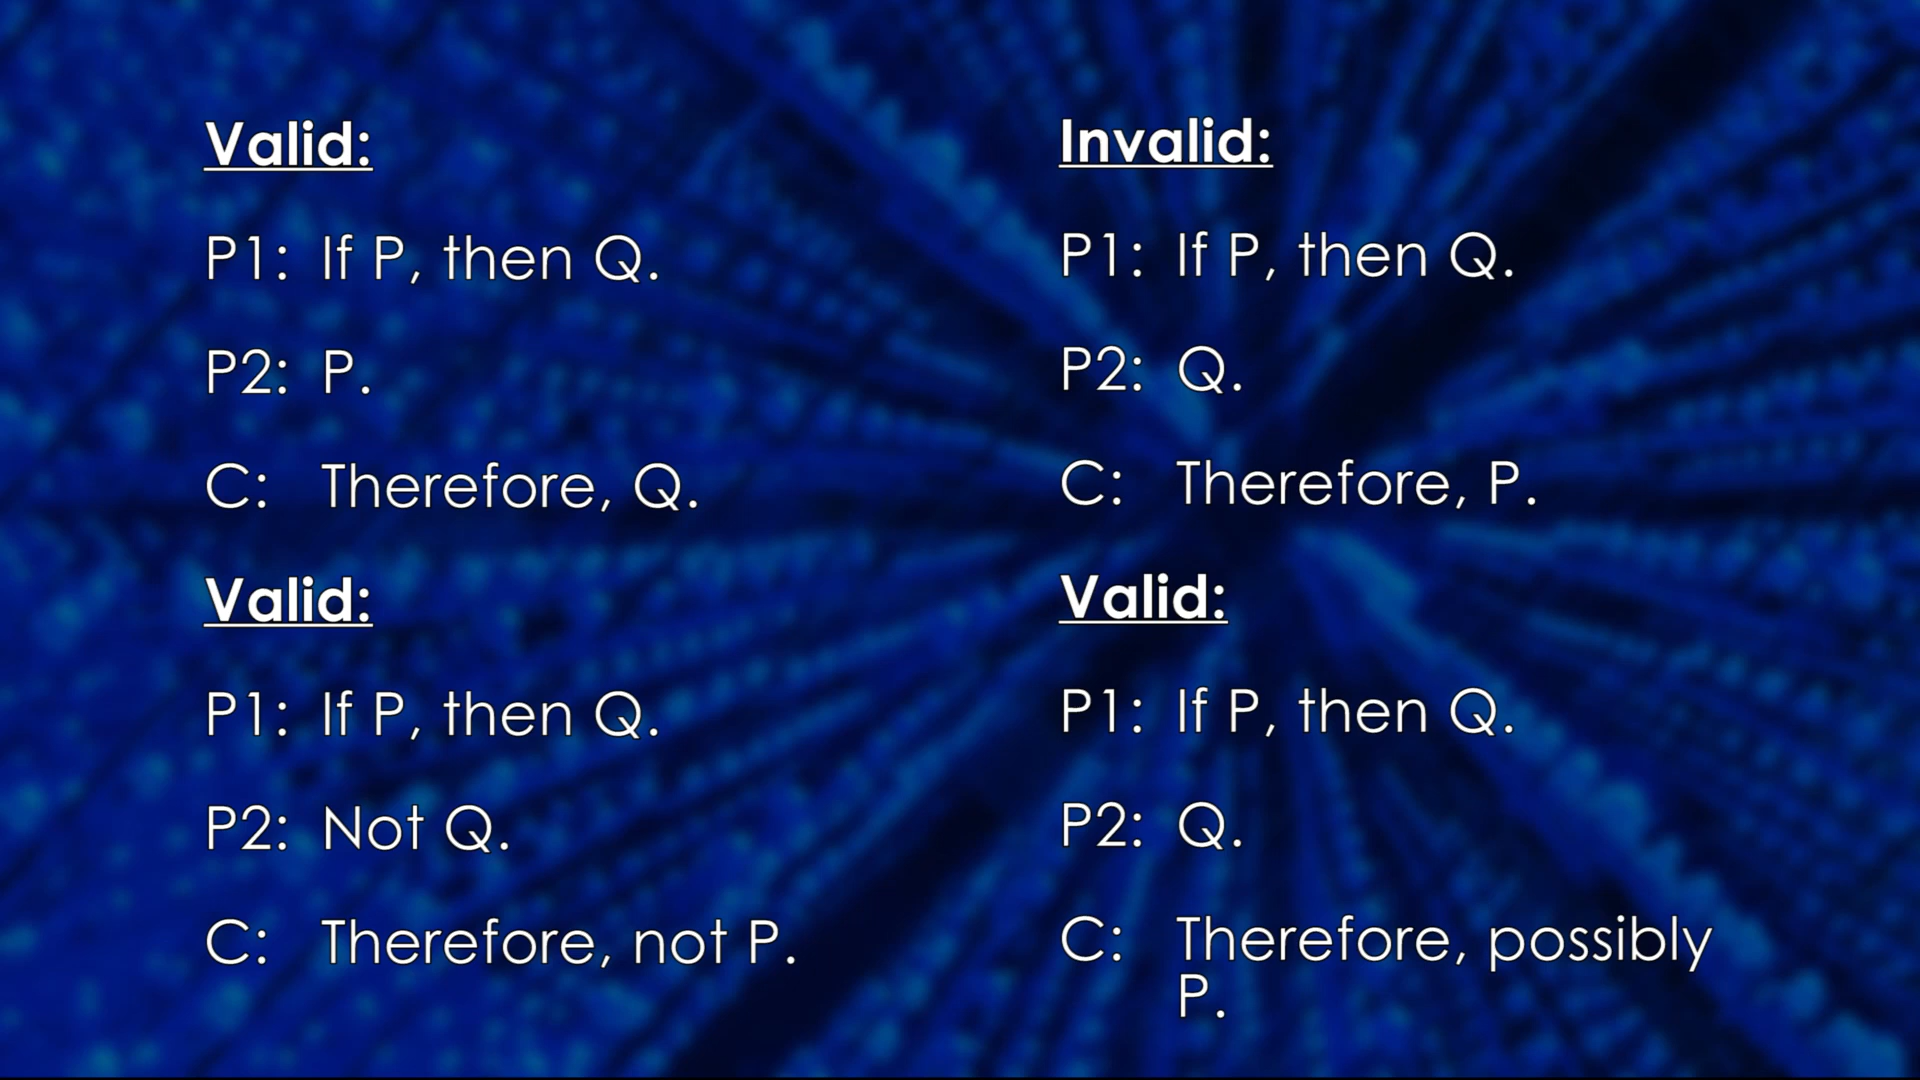 Valid:
P1: If P, then Q.
P2: P.
C: Therefore, Q.
Valid:
P1: If P, then Q.
P2: Not Q.
C: Therefore, not P.
Invalid:
P1: If P, then Q.
P2: Q.
C: Therefore, P.
Valid:
P1: If P, then Q.
P2: Q.
C: Therefore, possibly
P.